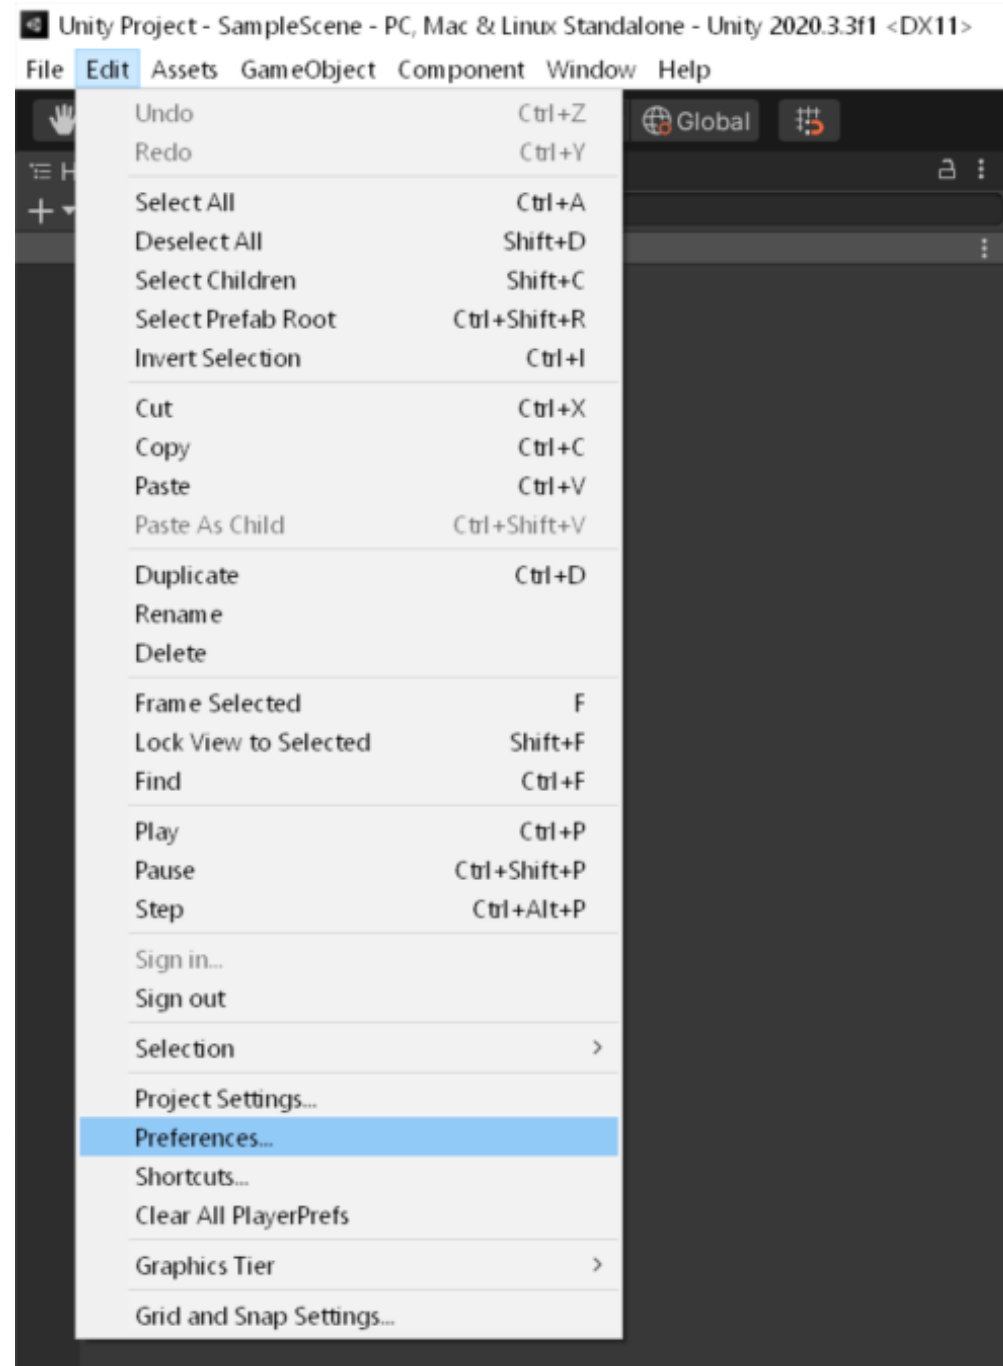 Unity Project - SampleScene - PC, Mac & Linux Standalone - Unity 2020.3.3f1 <DX11>
File Edit Assets GameObject Component Window Help
Global
H
Undo Ctrl+Z
Redo Ctrl+Y
Select All Ctrl+A
Deselect All Shift+D
Select Children Shift+C
Select Prefab Root Ctrl+Shift+R
Invert Selection Ctrl+I
Cut Ctrl+X
Copy Ctrl+C
Paste Ctrl+V
Paste As Child Ctrl+Shift+V
Duplicate Ctrl+D
Rename
Delete
Frame Selected F
Lock View to Selected Shift+F
Find Ctrl+F
Play Ctrl+P
Pause Ctrl+Shift+P
Step Ctrl+Alt+P
Sign in...
Sign out
Selection >
Project Settings...
Preferences...
Shortcuts...
Clear All PlayerPrefs
Graphics Tier >
Grid and Snap Settings...